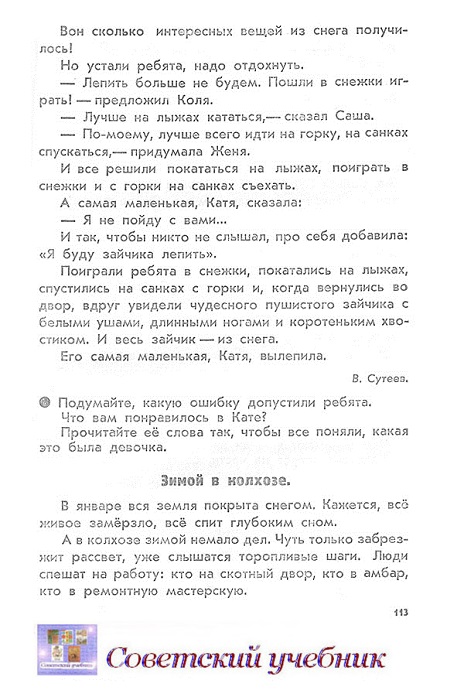 Вон сколько интересных вещей из снега получи-
лось!
Но устали ребята, надо отдохнуть.
— Лепить больше не будем. Пошли в снежки иг-
рать! — предложил Коля.
— Лучше на лыжах кататься,— сказал Саша.
— По-моему, лучше всего идти на горку, на санках
спускаться,— придумала Женя.
И все решили покататься на лыжах, поиграть в
снежки и с горки на санках съехать.
А самая маленькая, Катя, сказала:
— Я не пойду с вами...
И так, чтобы никто не слышал, про себя добавила:
«Я буду зайчика лепить».
Поиграли ребята в снежки, покатались на лыжах,
спустились на санках с горки и, когда вернулись во
двор, вдруг увидели чудесного пушистого зайчика с
белыми ушами, длинными ногами и коротеньким хво-
стиком. И весь зайчик — из снега.
Его самая маленькая, Катя, вылепила.
В. Сутеев.
Подумайте, какую ошибку допустили ребята.
Что вам понравилось в Кате?
Прочитайте её слова так, чтобы все поняли, какая
это была девочка.
Зимой в колхозе.
В январе вся земля покрыта снегом. Кажется, всё
живое замёрзло, всё спит глубоким сном.
А в колхозе зимой немало дел. Чуть только забрез-
жит рассвет, уже слышатся торопливые шаги. Люди
спешат на работу: кто на скотный двор, кто в амбар,
кто в ремонтную мастерскую.
113
Советский учебник
Советский учебник